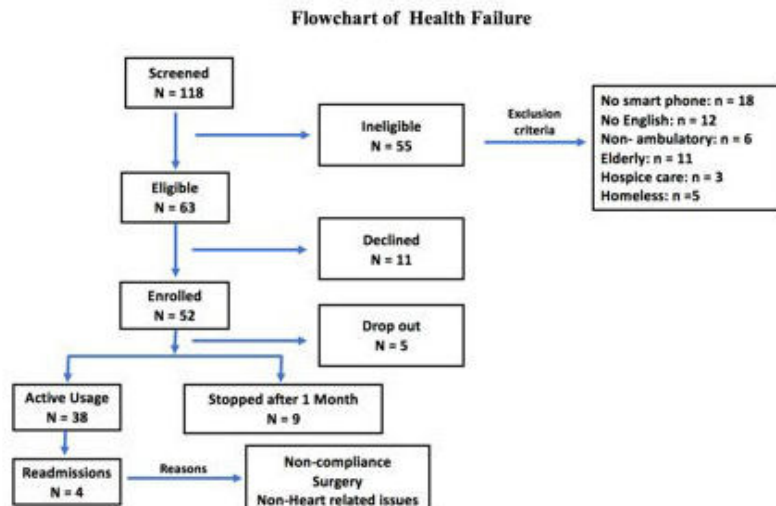 Flowchart of Health Failure
Screened
N = 118
Ineligible
N = 55
Exclusion
criteria
No smart phone: n = 18
No English: n = 12
Non- ambulatory: n = 6
Elderly: n = 11
Hospice care: n = 3
Homeless: n =5
Eligible
N = 63
Declined
N = 11
Enrolled
N = 52
Drop out
N = 5
Active Usage
N = 38
Stopped after 1 Month
N = 9
Readmissions
N = 4
Reasons
Non-compliance
Surgery
Non-Heart related issues